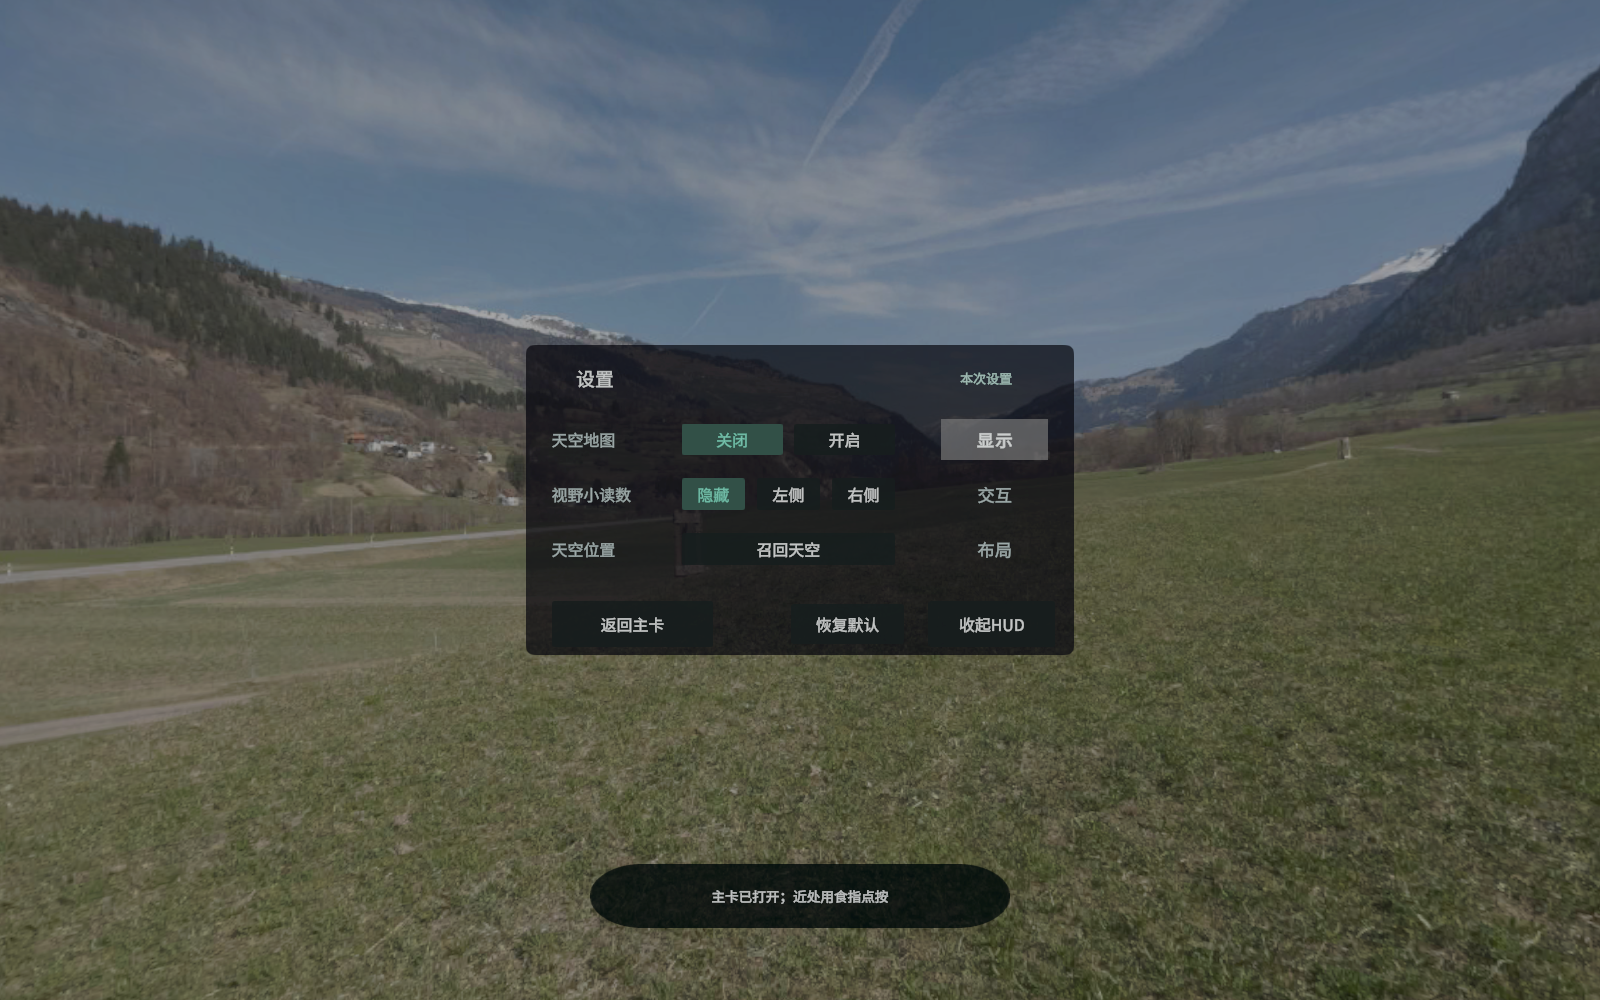 设置
本次设置
天空地图 关闭 开启 显示
视野小读数 隐藏 左侧 右侧 交互
天空位置 召回天空 布局
返回主卡 恢复默认 收起HUD
主卡已打开；近处用食指点按